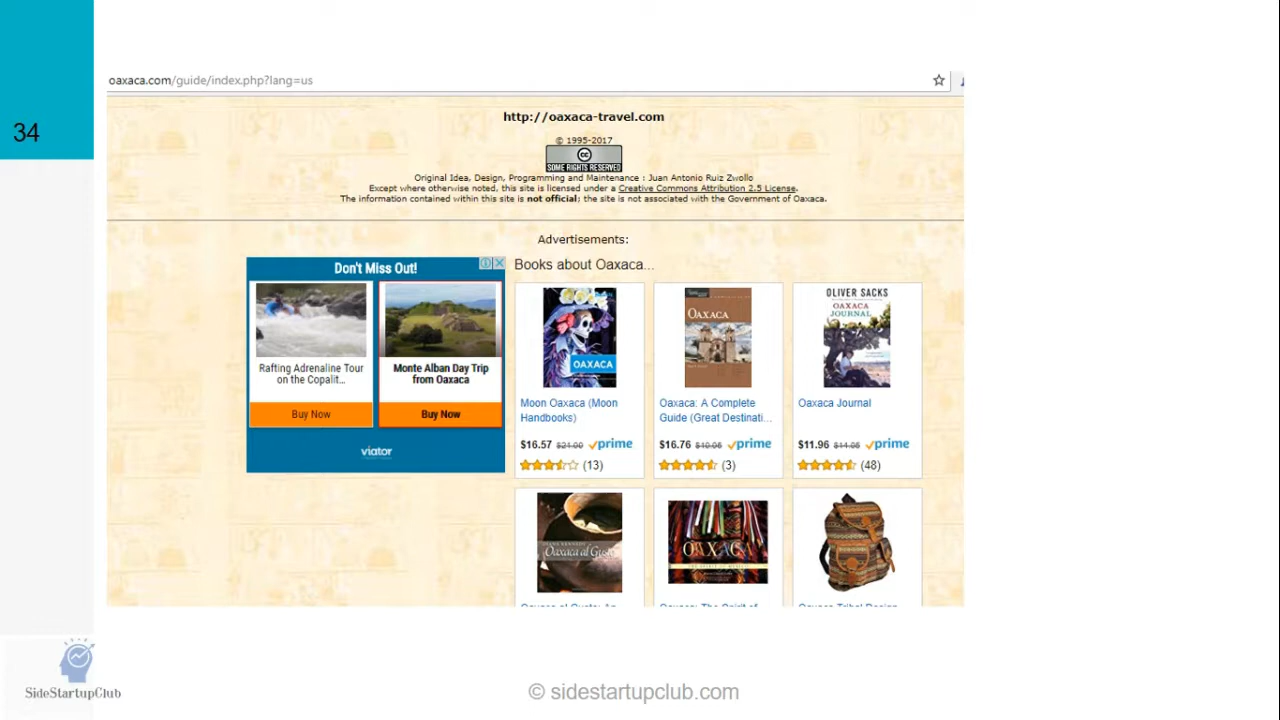 oaxaca.com/guide/index.php?lang=us
34
http://oaxaca-travel.com
© 1995-2017
SOME RIGHTS RESERVED
Original Idea, Design, Programming and Maintenance : Juan Antonio Ruiz Zwollo
Except where otherwise noted, this site is licensed under a Creative Commons Attribution 2.5 License.
The information contained within this site is not official; the site is not associated with the Government of Oaxaca.
Advertisements:
Don't Miss Out!
Rafting Adrenaline Tour
on the Copalit...
Buy Now
Monte Alban Day Trip
from Oaxaca
Buy Now
viator
Books about Oaxaca...
OAXACA
Moon Oaxaca (Moon
Handbooks)
$16.57 $21.00 prime
(13)
OAXACA
Oaxaca: A Complete
Guide (Great Destinati...
$16.76 prime
(3)
OLIVER SACKS
OAXACA
JOURNAL
Oaxaca Journal
$11.96 prime
(48)
Oaxaca al Gusto
OAXACA
Oaxaca al Gusto: An
Oaxaca: The Spirit of
Oaxaca Tribal Design
SideStartupClub
© sidestartupclub.com